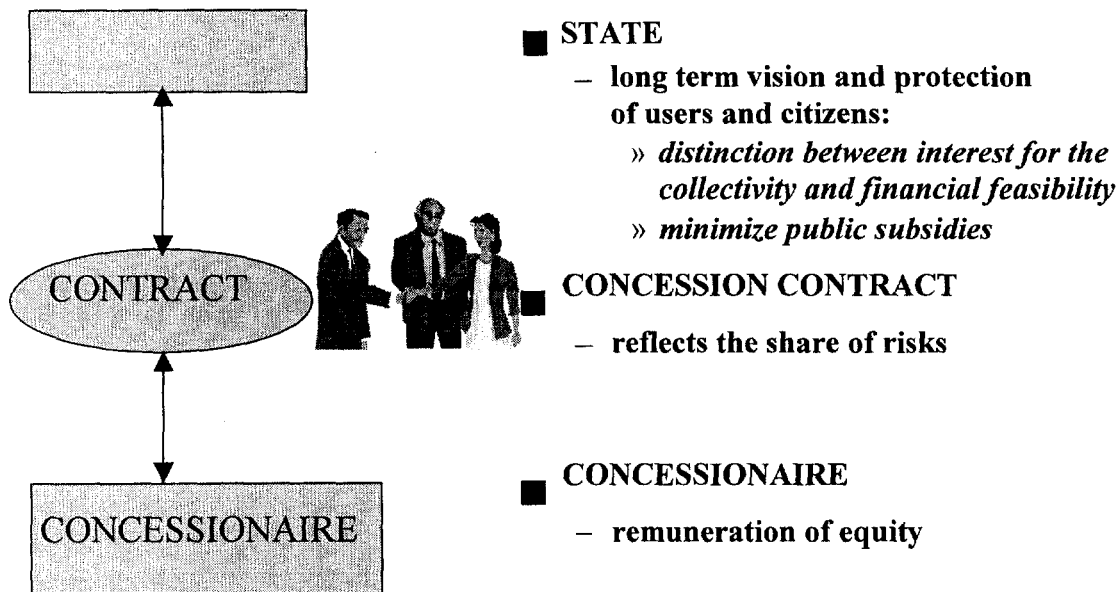 STATE
– long term vision and protection
of users and citizens:
» distinction between interest for the
collectivity and financial feasibility
» minimize public subsidies
CONTRACT
CONCESSION CONTRACT
– reflects the share of risks
CONCESSIONAIRE
CONCESSIONAIRE
– remuneration of equity